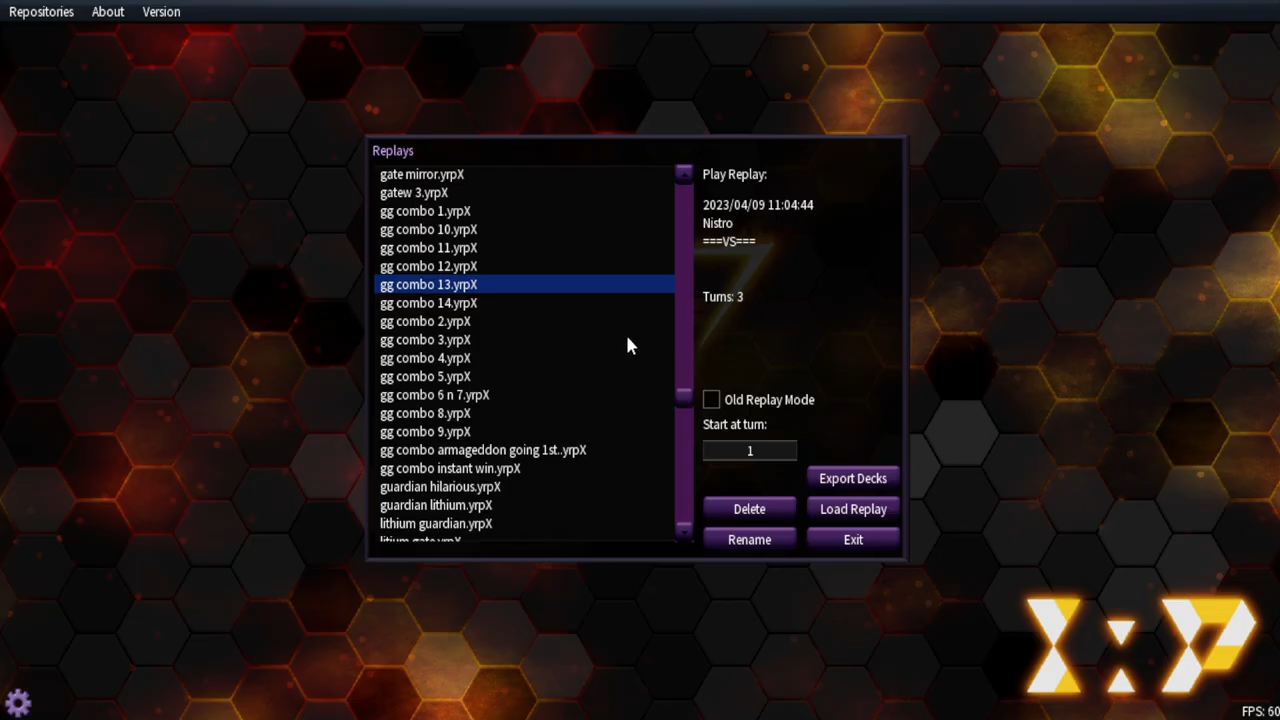 Repositories About Version
Replays
gate mirror.yrpX
gatew 3.yrpX
gg combo 1.yrpX
gg combo 10.yrpX
gg combo 11.yrpX
gg combo 12.yrpX
gg combo 13.yrpX
gg combo 14.yrpX
gg combo 2.yrpX
gg combo 3.yrpX
gg combo 4.yrpX
gg combo 5.yrpX
gg combo 6 n 7.yrpX
gg combo 8.yrpX
gg combo 9.yrpX
gg combo armageddon going 1st..yrpX
gg combo instant win.yrpX
guardian hilarious.yrpX
guardian lithium.yrpX
lithium guardian.yrpX
litium gate.yrpX
Play Replay:
2023/04/09 11:04:44
Nistro
===VS===
Turns: 3
Old Replay Mode
Start at turn:
1
Export Decks
Delete Load Replay
Rename Exit
I:P
FPS: 60